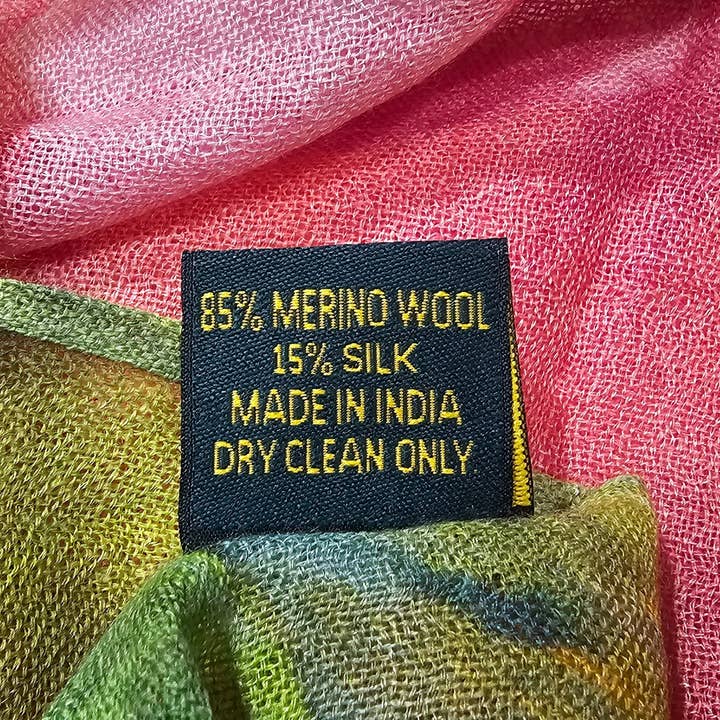 85% MERINO WOOL
15% SILK
MADE IN INDIA
DRY CLEAN ONLY.